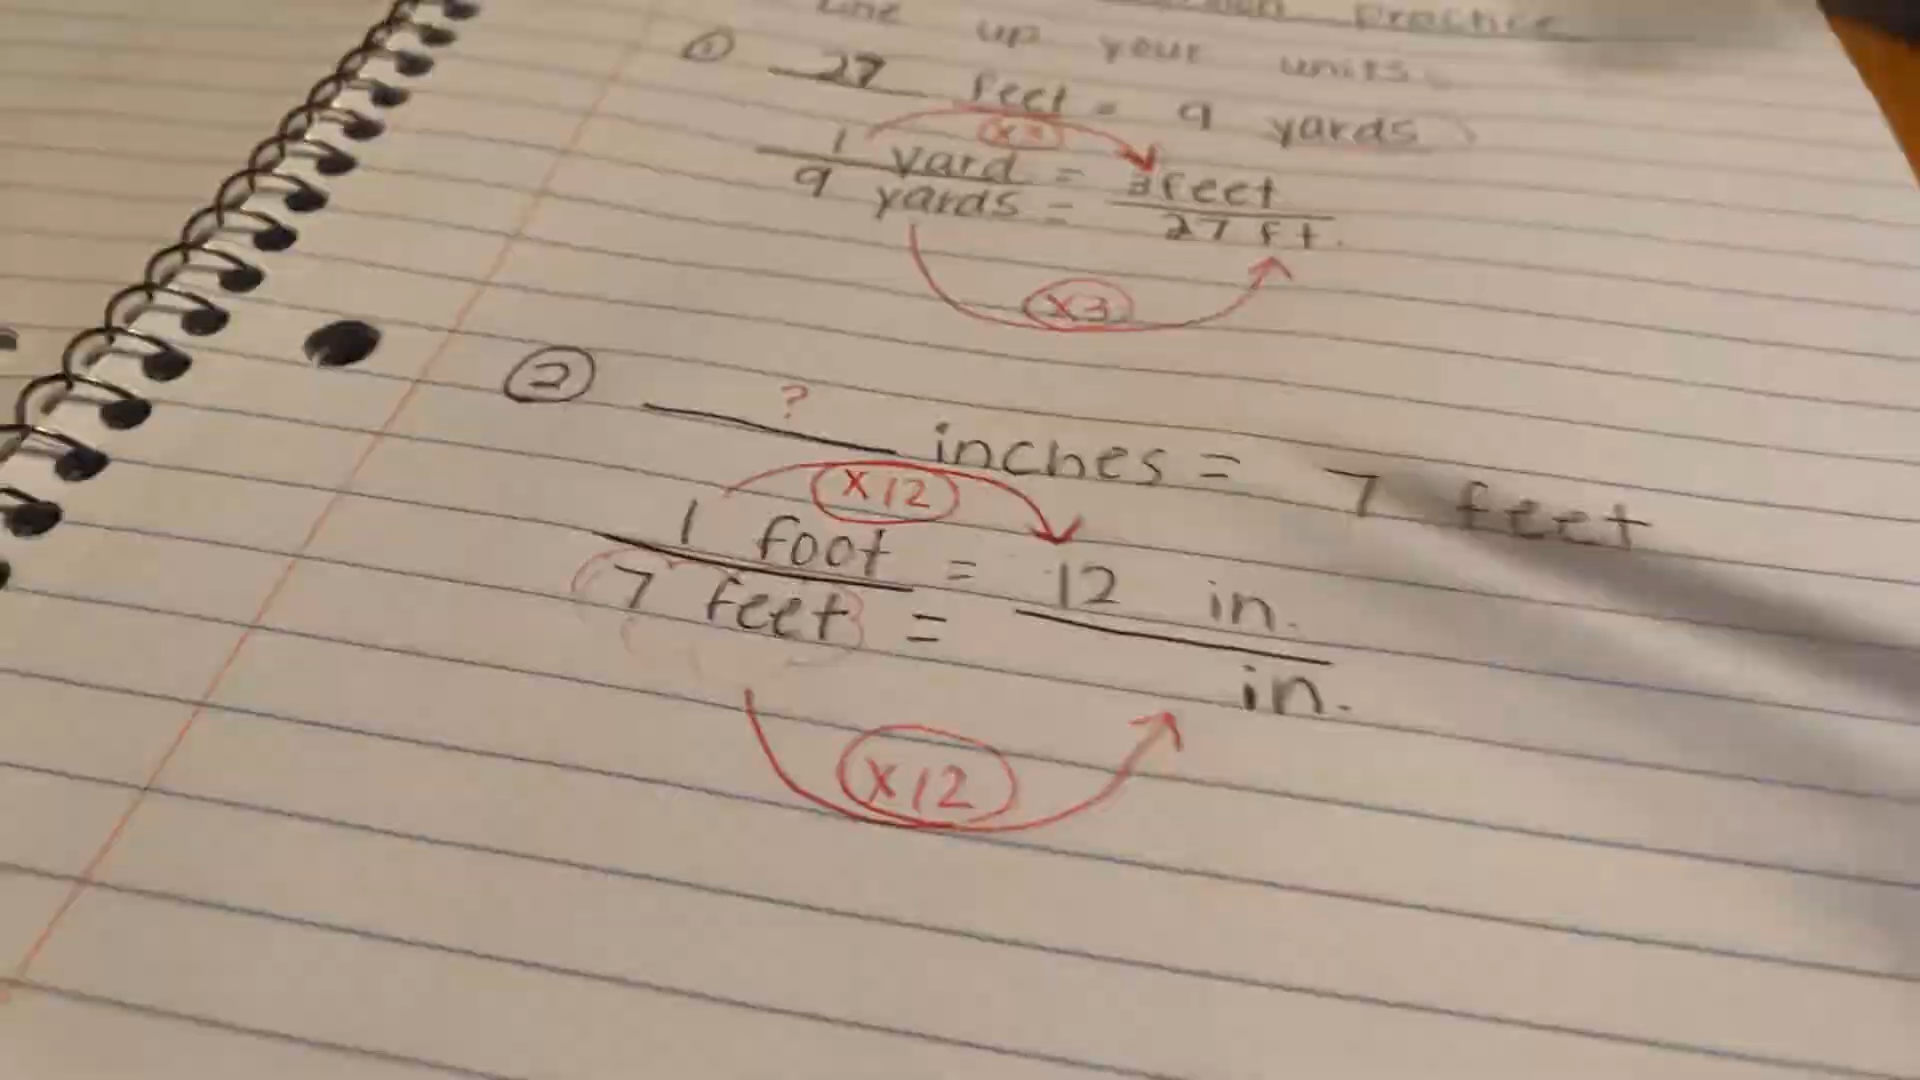 Practice
Line up your units.
① 27 feet = 9 yards
x3
1 yard = 3 feet
9 yards = 27 ft.
x3
② ? inches = 7 feet
x12
1 foot = 12 in.
7 feet = in.
x12